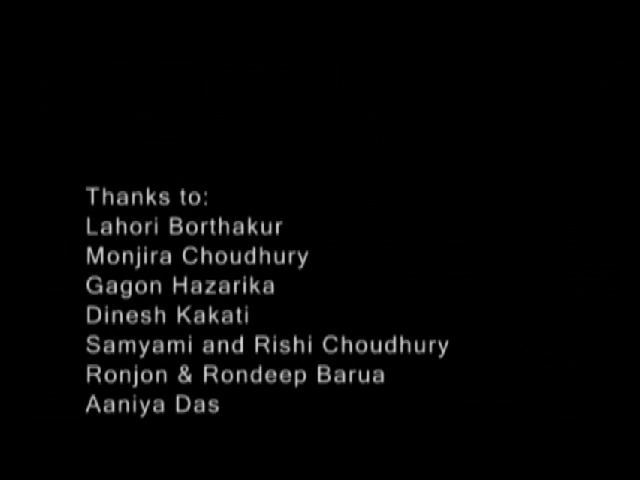 Thanks to:
Lahori Borthakur
Monjira Choudhury
Gagon Hazarika
Dinesh Kakati
Samyami and Rishi Choudhury
Ronjon & Rondeep Barua
Aaniya Das